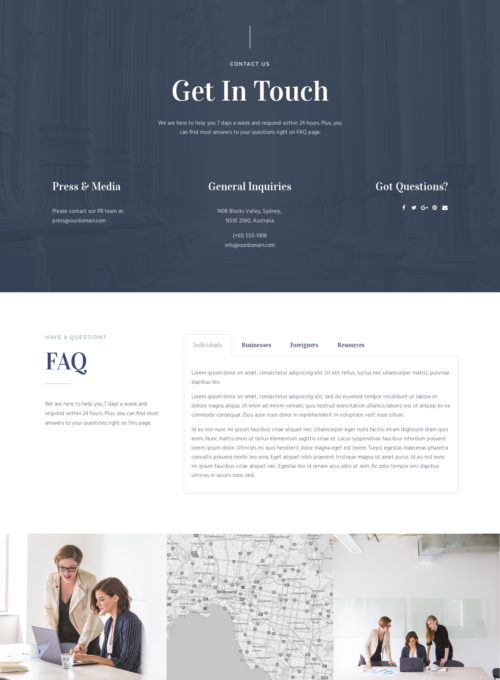 CONTACT US
Get In Touch
We are here to help you 7 days a week and respond within 24 hours. Plus, you
can find most answers to your questions right on FAQ page.
Press & Media
Please contact our PR team at:
press@ourdomain.com
General Inquiries
1408 Blocks Valley, Sydney,
NSW 2060, Australia
(+61) 555-1408
info@ourdomain.com
Got Questions?
HAVE A QUESTION?
FAQ
We are here to help you, 7 days a week and
respond within 24 hours. Plus, you can find most
answers to your questions right on this page.
Individuals
Businesses
Foreigners
Resources
Lorem ipsum dolor sit amet, consectetur adipiscing elit. Ut elit tellus, luctus nec ullamcorper mattis, pulvinar
dapibus leo.
Lorem ipsum dolor sit amet, consectetur adipiscing elit, sed do eiusmod tempor incididunt ut labore et
dolore magna aliqua. Ut enim ad minim veniam, quis nostrud exercitation ullamco laboris nisi ut aliquip ex ea
commodo consequat. Duis aute irure dolor in reprehenderit in voluptate velit esse cillum.
Id eu nisl nunc mi ipsum faucibus vitae aliquet nec. Ullamcorper eget nulla facilisi etiam dignissim diam quis
enim. Nunc mattis enim ut tellus elementum sagittis vitae et. Lacus suspendisse faucibus interdum posuere
lorem ipsum dolor. Ultricies mi quis hendrerit dolor magna eget est lorem. Turpis egestas maecenas pharetra
convallis posuere morbi leo urna. Eget aliquet nibh praesent tristique magna sit amet purus. Id eu nisl nunc
mi ipsum faucibus vitae aliquet nec. Egestas dui id ornare arcu odio ut sem. Ac odio tempor orci dapibus
ultrices in iaculis nunc sed.
Melbourne